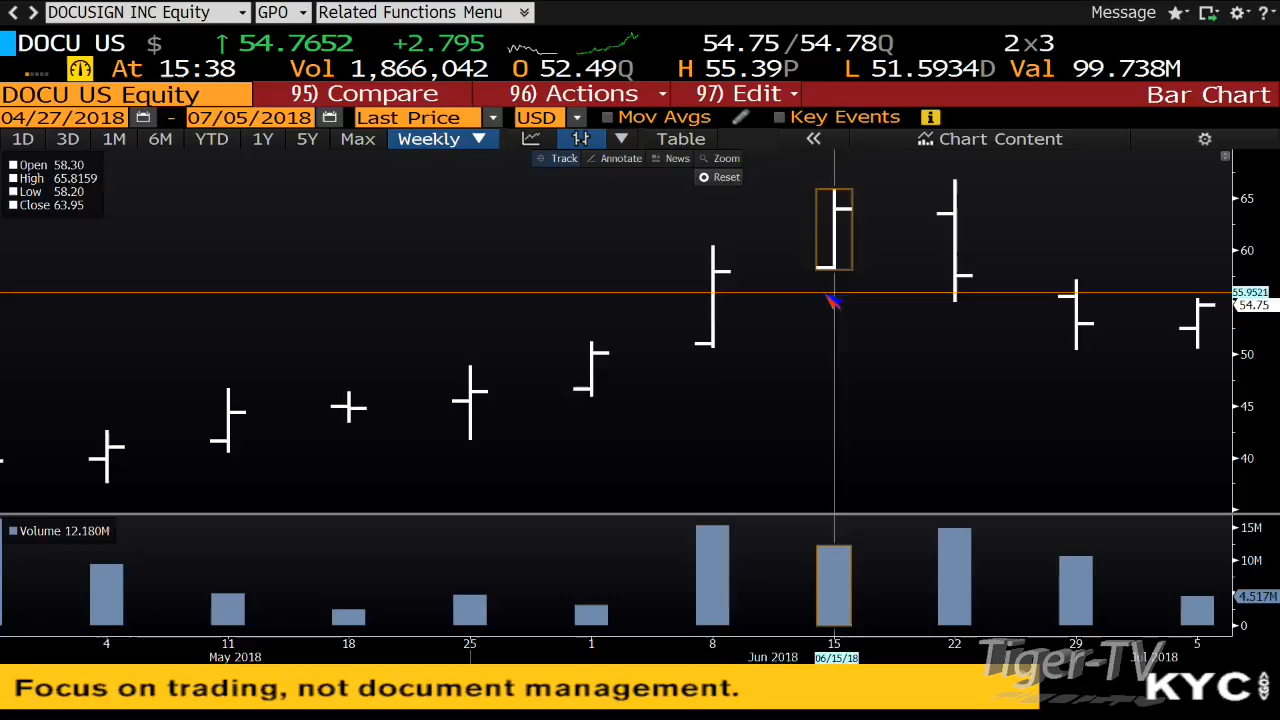 DOCUSIGN INC Equity GPO Related Functions Menu Message ?
DOCU US $ ↑ 54.7652 +2.795 54.75 /54.78Q 2x3
At 15:38 Vol 1,866,042 O 52.49Q H 55.39P L 51.5934D Val 99.738M
DOCU US Equity 95) Compare 96) Actions 97) Edit Bar Chart
04/27/2018 - 07/05/2018 Last Price USD Mov Avgs Key Events i
1D 3D 1M 6M YTD 1Y 5Y Max Weekly ▼ Table « Chart Content
Track Annotate News Zoom
Reset
Open 58.30
High 65.8159
Low 58.20
Close 63.95
65
60
55.9521
54.75
50
45
40
Volume 12.180M
15M
10M
4.517M
0
4 11 18 25 1 8 15 22 29 5
May 2018 Jun 2018 06/15/18 Jul 2018
Tiger-TV
Focus on trading, not document management.
KYC